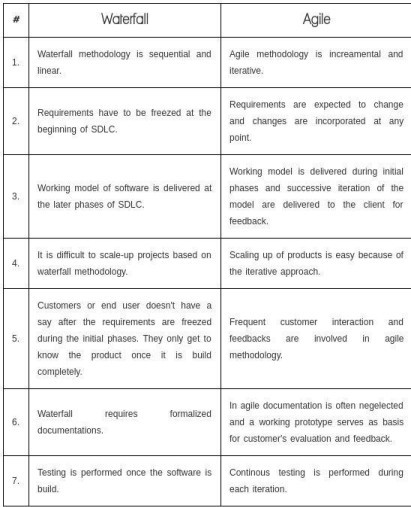 # Waterfall Agile
1. Waterfall methodology is sequential and
linear.
Agile methodology is increamental and
iterative.
2. Requirements have to be freezed at the
beginning of SDLC.
Requirements are expected to change
and changes are incorporated at any
point.
3. Working model of software is delivered at
the later phases of SDLC.
Working model is delivered during initial
phases and successive iteration of the
model are delivered to the client for
feedback.
4. It is difficult to scale-up projects based on
waterfall methodology.
Scaling up of products is easy because of
the iterative approach.
5. Customers or end user doesn't have a
say after the requirements are freezed
during the initial phases. They only get to
know the product once it is build
completely.
Frequent customer interaction and
feedbacks are involved in agile
methodology.
6. Waterfall requires formalized
documentations.
In agile documentation is often negelected
and a working prototype serves as basis
for customer's evaluation and feedback.
7. Testing is performed once the software is
build.
Continous testing is performed during
each iteration.